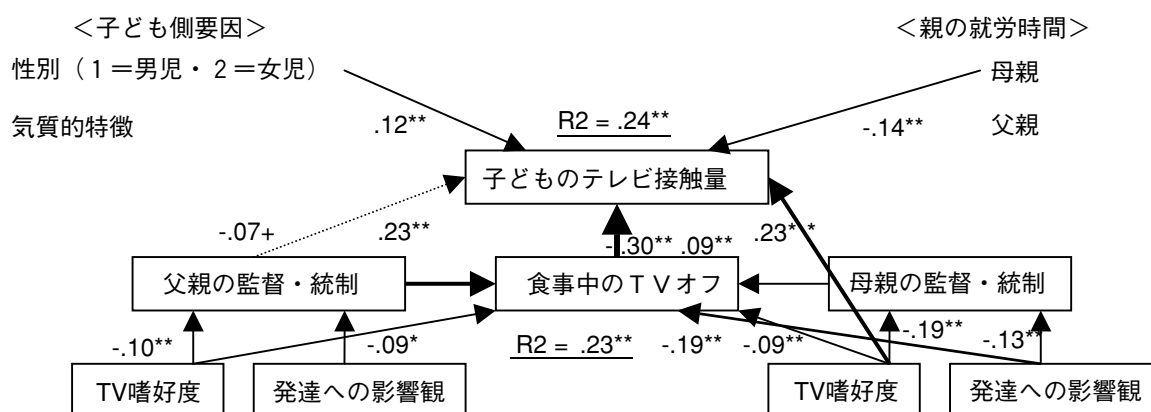 ＜子ども側要因＞ ＜親の就労時間＞
性別（１＝男児・２＝女児） 母親
気質的特徴 .12** R2 = .24** -.14** 父親
子どものテレビ接触量
-.07+ .23** -.30** .09** .23**
父親の監督・統制 食事中のＴＶオフ 母親の監督・統制
-.10** -.09* R2 = .23** -.19** -.09** -.19** -.13**
TV嗜好度 発達への影響観 TV嗜好度 発達への影響観